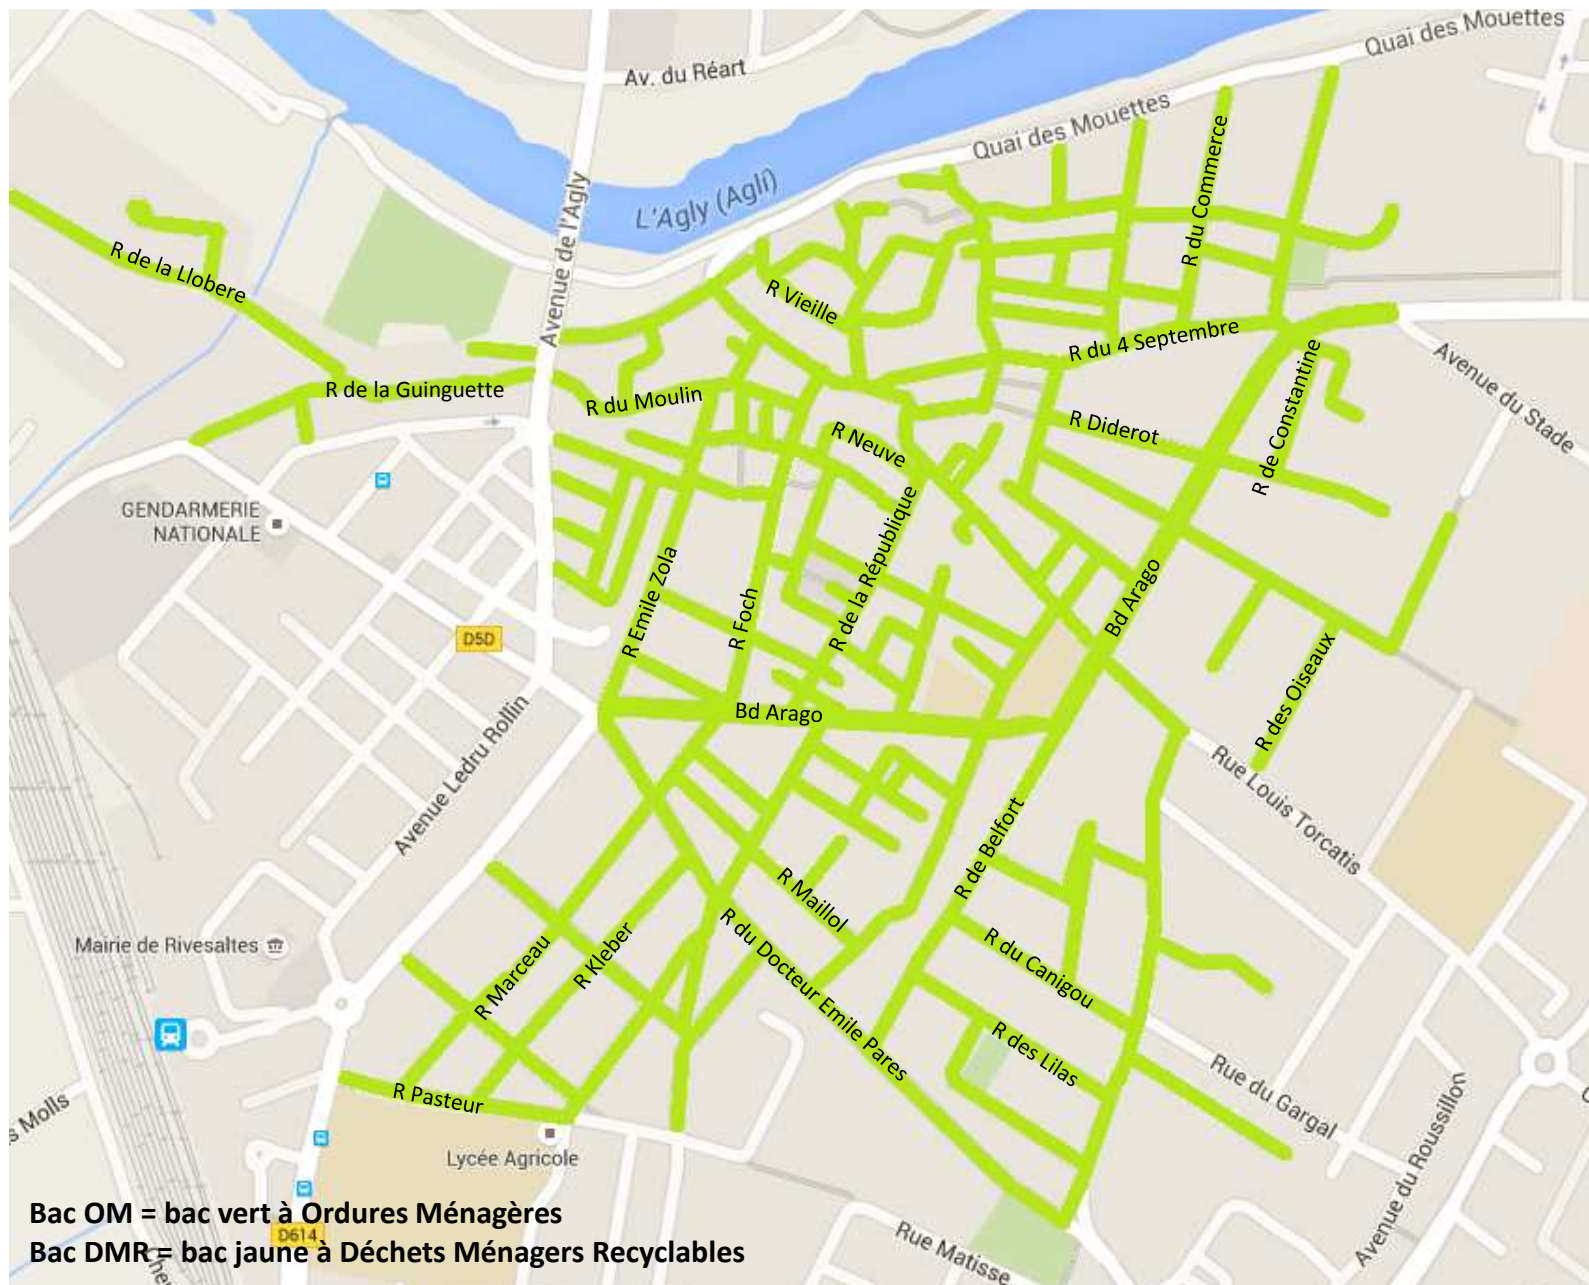 Quai des Mouettes
Av. du Réart
Quai des Mouettes
R du Commerce
L'Agly (Agli)
Avenue de l'Agly
R de la Llobere
R Vieille
R du 4 Septembre
Avenue du Stade
R de la Guinguette
R du Moulin
R Diderot
R de Constantine
R Neuve
GENDARMERIE
NATIONALE
R de la République
R Emile Zola
R Foch
Bd Arago
D5D
R des Oiseaux
Bd Arago
Avenue Ledru Rollin
Rue Louis Torcatis
R de Belfort
R Maillol
Mairie de Rivesaltes
R Marceau
R Kleber
R du Docteur Emile Pares
R du Canigou
R des Lilas
R Pasteur
Rue du Gargal
Avenue du Roussillon
Molls
Lycée Agricole
Bac OM = bac vert à Ordures Ménagères
D614
Bac DMR = bac jaune à Déchets Ménagers Recyclables
Rue Matisse